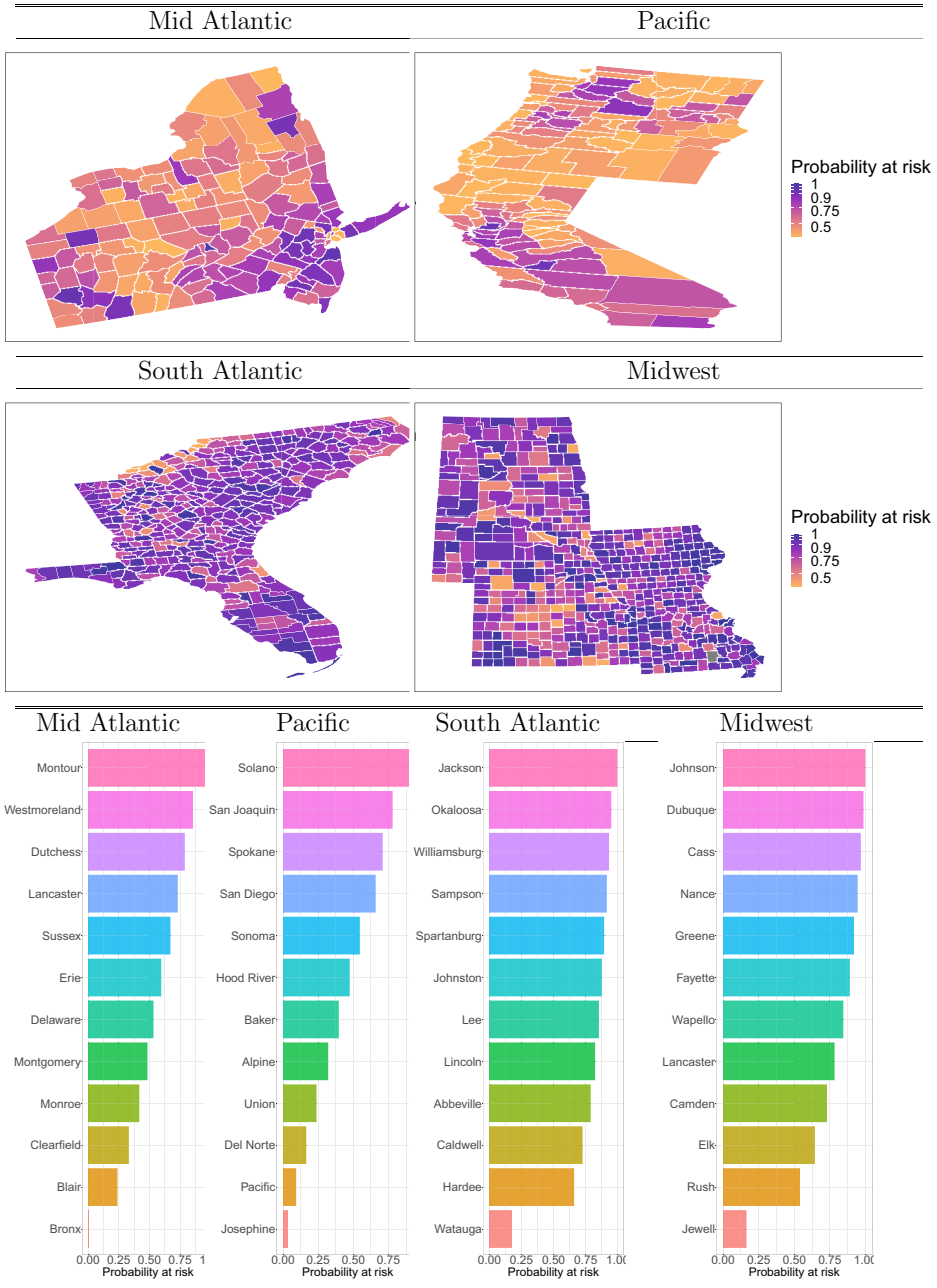 Mid Atlantic Pacific
Probability at risk
1
0.9
0.75
0.5
South Atlantic Midwest
Probability at risk
1
0.9
0.75
0.5
Mid Atlantic Pacific South Atlantic Midwest
Montour Solano Jackson Johnson
Westmoreland San Joaquin Okaloosa Dubuque
Dutchess Spokane Williamsburg Cass
Lancaster San Diego Sampson Nance
Sussex Sonoma Spartanburg Greene
Erie Hood River Johnston Fayette
Delaware Baker Lee Wapello
Montgomery Alpine Lincoln Lancaster
Monroe Union Abbeville Camden
Clearfield Del Norte Caldwell Elk
Blair Pacific Hardee Rush
Bronx Josephine Watauga Jewell
0.00 0.25 0.50 0.75 1 0.00 0.25 0.50 0.75 0.00 0.25 0.50 0.75 1.0 0.00 0.25 0.50 0.75 1.0
Probability at risk Probability at risk Probability at risk Probability at risk